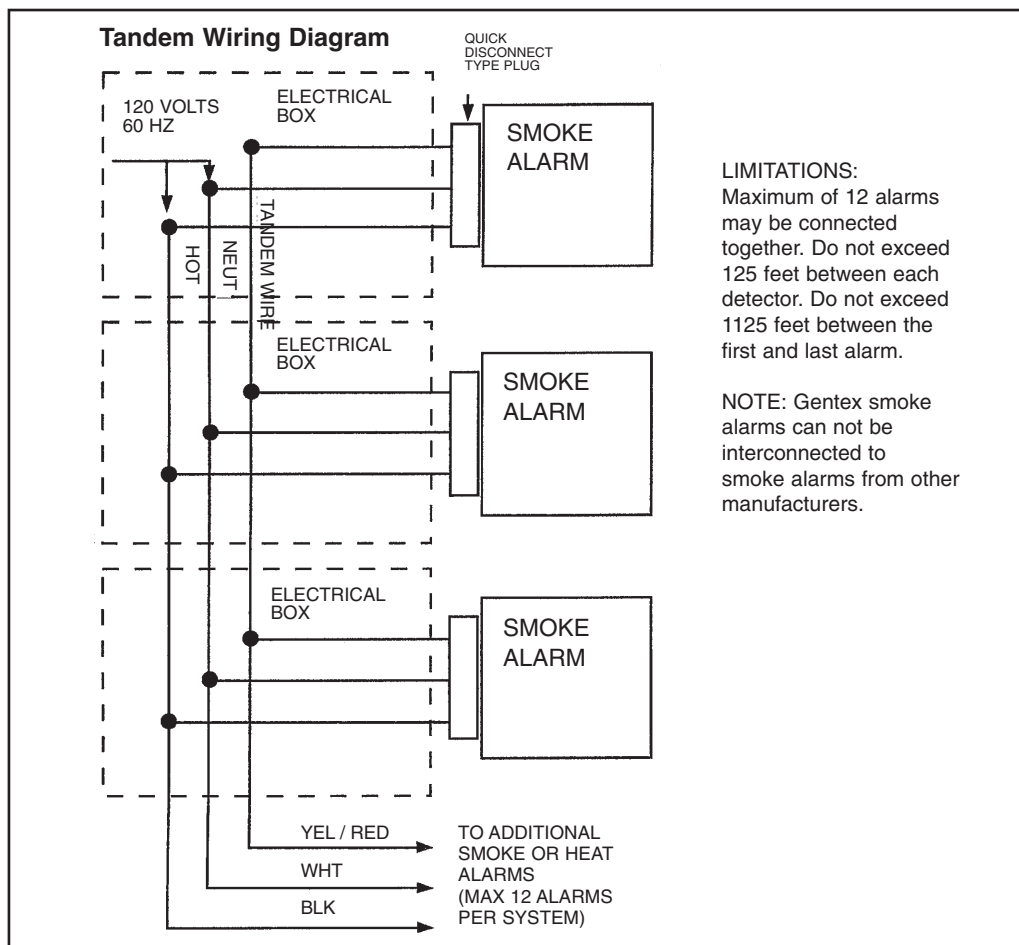 Tandem Wiring Diagram
QUICK
DISCONNECT
TYPE PLUG
120 VOLTS
60 HZ
ELECTRICAL
BOX
SMOKE
ALARM
HOT
NEUT
TANDEM WIRE
ELECTRICAL
BOX
SMOKE
ALARM
ELECTRICAL
BOX
SMOKE
ALARM
YEL / RED
WHT
BLK
TO ADDITIONAL
SMOKE OR HEAT
ALARMS
(MAX 12 ALARMS
PER SYSTEM)
LIMITATIONS:
Maximum of 12 alarms
may be connected
together. Do not exceed
125 feet between each
detector. Do not exceed
1125 feet between the
first and last alarm.
NOTE: Gentex smoke
alarms can not be
interconnected to
smoke alarms from other
manufacturers.